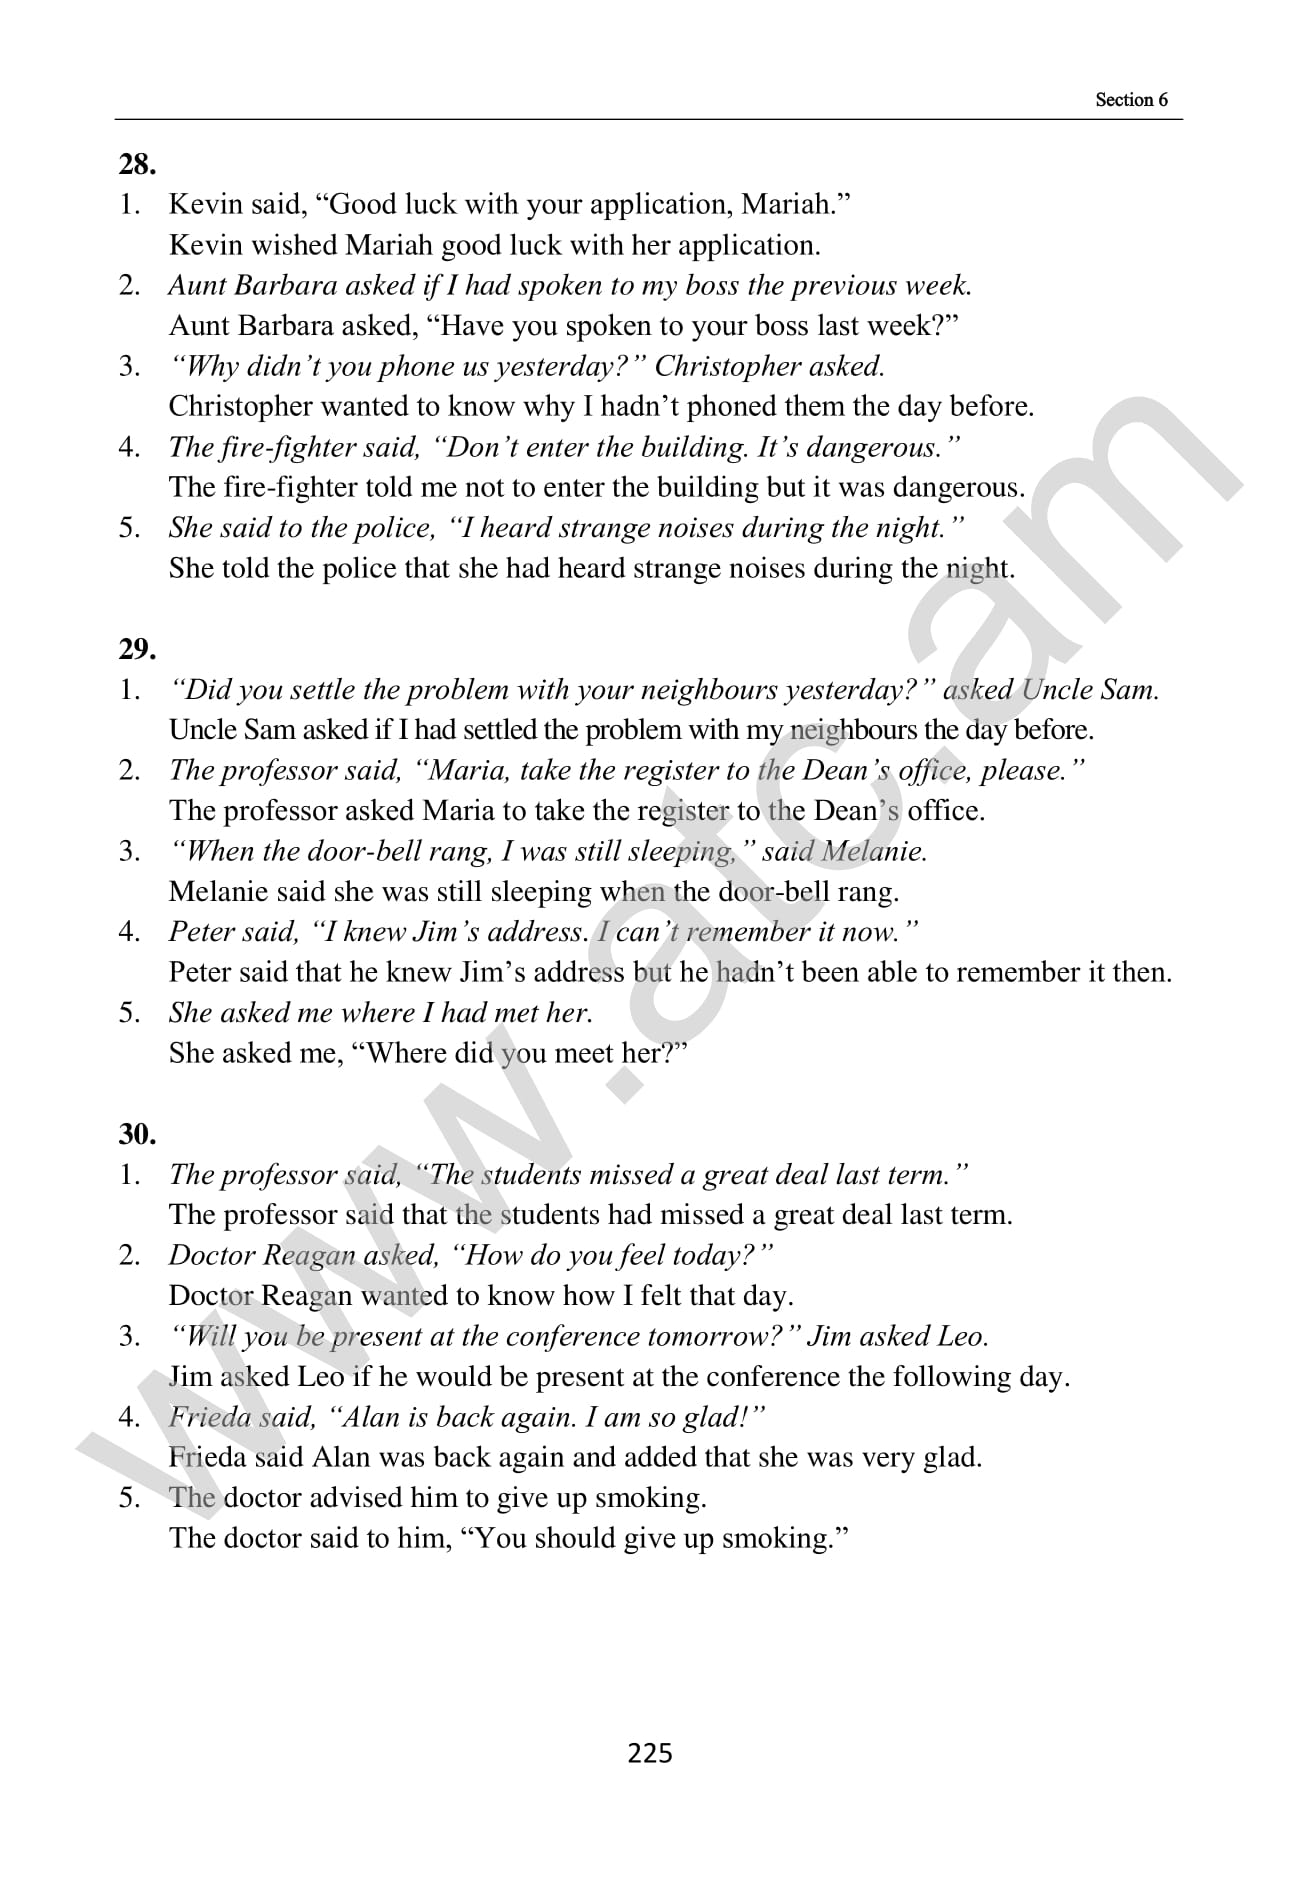 Section 6
28.
1. Kevin said, “Good luck with your application, Mariah.”
Kevin wished Mariah good luck with her application.
2. Aunt Barbara asked if I had spoken to my boss the previous week.
Aunt Barbara asked, “Have you spoken to your boss last week?”
3. “Why didn’t you phone us yesterday?” Christopher asked.
Christopher wanted to know why I hadn’t phoned them the day before.
4. The fire-fighter said, “Don’t enter the building. It’s dangerous.”
The fire-fighter told me not to enter the building but it was dangerous.
5. She said to the police, “I heard strange noises during the night.”
She told the police that she had heard strange noises during the night.
29.
1. “Did you settle the problem with your neighbours yesterday?” asked Uncle Sam.
Uncle Sam asked if I had settled the problem with my neighbours the day before.
2. The professor said, “Maria, take the register to the Dean’s office, please.”
The professor asked Maria to take the register to the Dean’s office.
3. “When the door-bell rang, I was still sleeping,” said Melanie.
Melanie said she was still sleeping when the door-bell rang.
4. Peter said, “I knew Jim’s address. I can’t remember it now.”
Peter said that he knew Jim’s address but he hadn’t been able to remember it then.
5. She asked me where I had met her.
She asked me, “Where did you meet her?”
30.
1. The professor said, “The students missed a great deal last term.”
The professor said that the students had missed a great deal last term.
2. Doctor Reagan asked, “How do you feel today?”
Doctor Reagan wanted to know how I felt that day.
3. “Will you be present at the conference tomorrow?” Jim asked Leo.
Jim asked Leo if he would be present at the conference the following day.
4. Frieda said, “Alan is back again. I am so glad!”
Frieda said Alan was back again and added that she was very glad.
5. The doctor advised him to give up smoking.
The doctor said to him, “You should give up smoking.”
225
www.atc.am